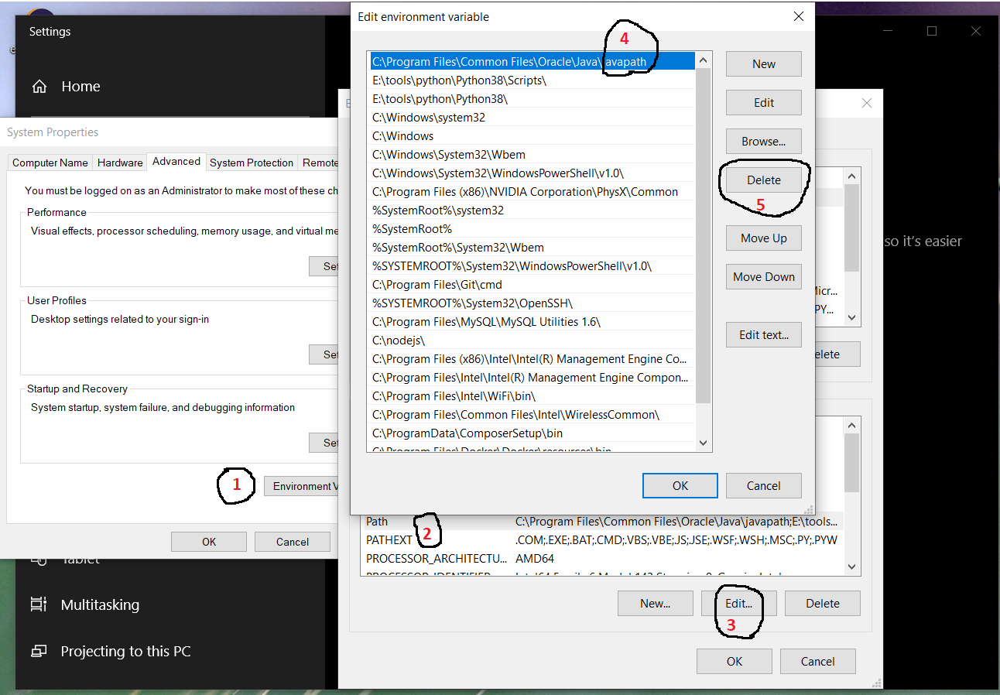 Settings
Home
System Properties
Computer Name
Hardware
Advanced
System Protection
Remote
You must be logged on as an Administrator to make most of these ch
Performance
Visual effects, processor scheduling, memory usage, and virtual me
Set
User Profiles
Desktop settings related to your sign-in
Set
Startup and Recovery
System startup, system failure, and debugging information
Set
1
Environment V
OK
Cancel
Tablet
Multitasking
Projecting to this PC
Edit environment variable
4
C:\Program Files\Common Files\Oracle\Java\javapath
E:\tools\python\Python38\Scripts\
E:\tools\python\Python38\
C:\Windows\system32
C:\Windows
C:\Windows\System32\Wbem
C:\Windows\System32\WindowsPowerShell\v1.0\
C:\Program Files (x86)\NVIDIA Corporation\PhysX\Common
%SystemRoot%\system32
%SystemRoot%
%SystemRoot%\System32\Wbem
%SYSTEMROOT%\System32\WindowsPowerShell\v1.0\
C:\Program Files\Git\cmd
%SYSTEMROOT%\System32\OpenSSH\
C:\Program Files\MySQL\MySQL Utilities 1.6\
C:\nodejs\
C:\Program Files (x86)\Intel\Intel(R) Management Engine Co...
C:\Program Files\Intel\Intel(R) Management Engine Compon...
C:\Program Files\Intel\WiFi\bin\
C:\Program Files\Common Files\Intel\WirelessCommon\
C:\ProgramData\ComposerSetup\bin
C:\Program Files\Docker\Docker\resources\bin
New
Edit
Browse...
Delete
5
Move Up
Move Down
Edit text...
OK
Cancel
so it's easier
Micr...
PY...
elete
Path C:\Program Files\Common Files\Oracle\Java\javapath;E:\tools...
2
PATHEXT .COM;.EXE;.BAT;.CMD;.VBS;.VBE;.JS;.JSE;.WSF;.WSH;.MSC;.PY;.PYW
PROCESSOR_ARCHITECTU... AMD64
PROCESSOR_IDENTIFIER
New...
Edit...
Delete
3
OK
Cancel